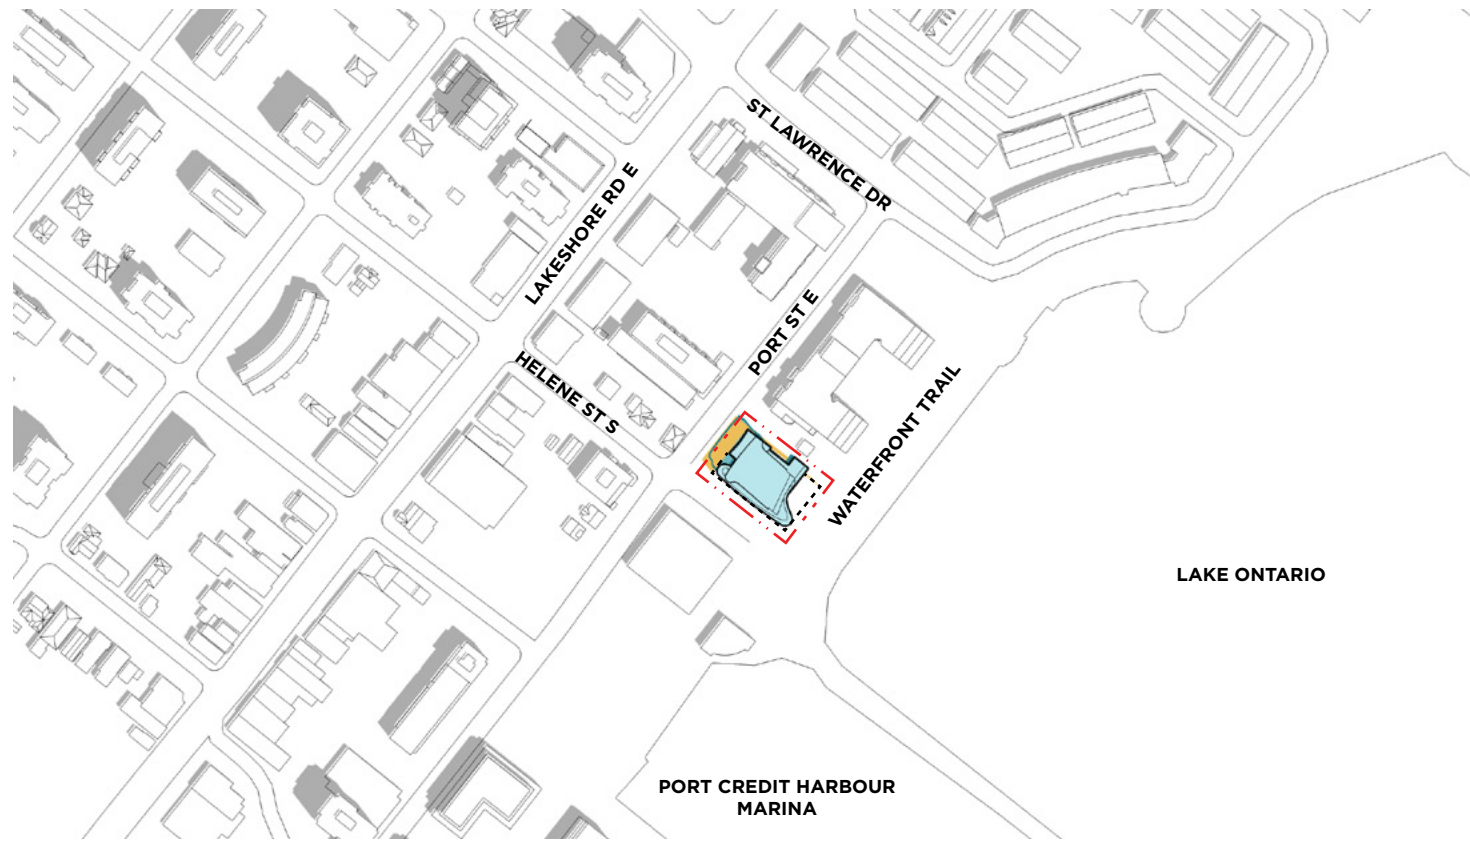 ST LAWRENCE DR
LAKESHORE RD E
PORT ST E
HELENE ST S
WATERFRONT TRAIL
LAKE ONTARIO
PORT CREDIT HARBOUR
MARINA